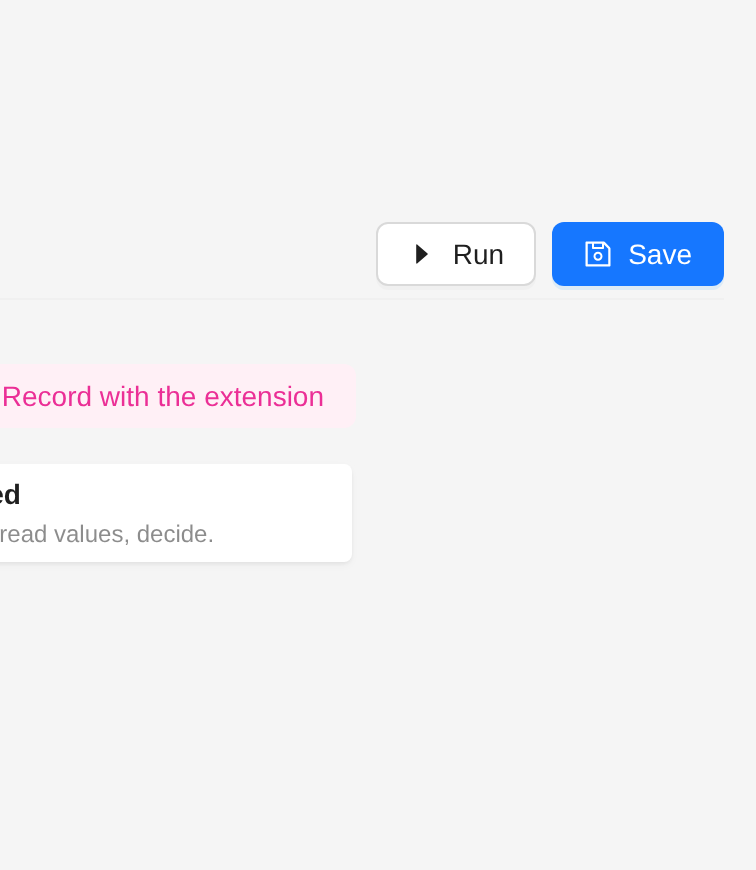 Run
Save
Record with the extension
ed
read values, decide.